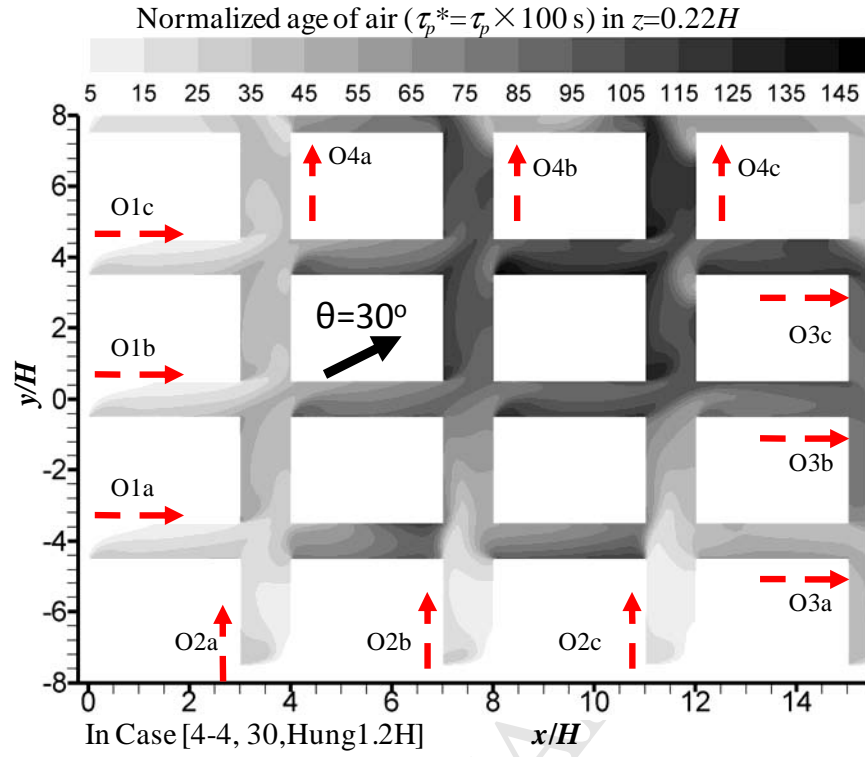 Normalized age of air (τp*=τp×100 s) in z=0.22H
5 15 25 35 45 55 65 75 85 95 105 115 125 135 145
8
O4a
O4b
O4c
6
O1c
4
θ=30o
O3c
2
O1b
y/H
0
O3b
-2
O1a
-4
O3a
-6
O2a
O2b
O2c
-8
0 2 4 6 8 10 12 14
In Case [4-4, 30,Hung1.2H]
x/H